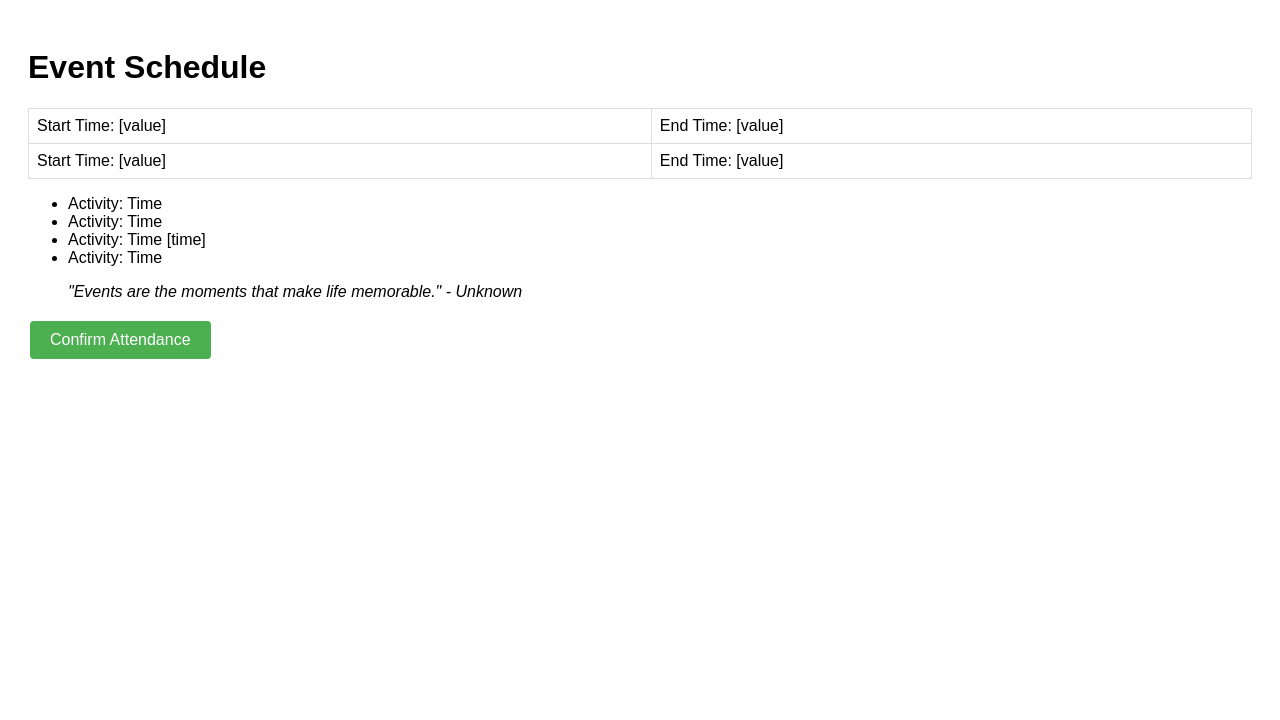 Event Schedule
Start Time: [value] End Time: [value]
Start Time: [value] End Time: [value]
Activity: Time
Activity: Time
Activity: Time [time]
Activity: Time
"Events are the moments that make life memorable." - Unknown
Confirm Attendance